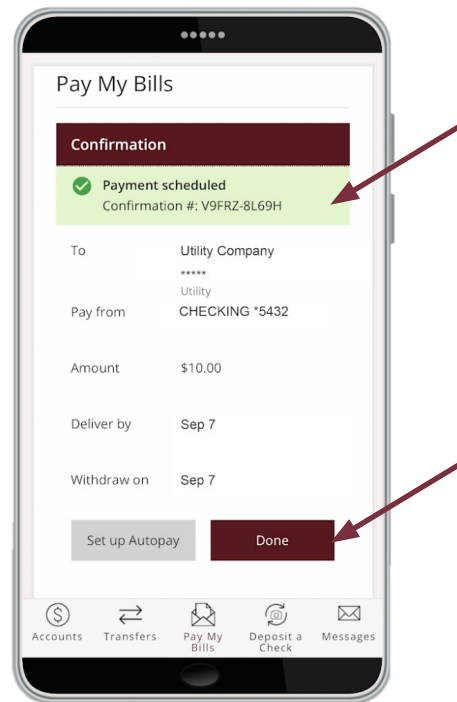 Pay My Bills
Confirmation
Payment scheduled
Confirmation #: V9FRZ-8L69H
To Utility Company
*****
Utility
Pay from CHECKING *5432
Amount $10.00
Deliver by Sep 7
Withdraw on Sep 7
Set up Autopay Done
Accounts Transfers Pay My Bills Deposit a Check Messages